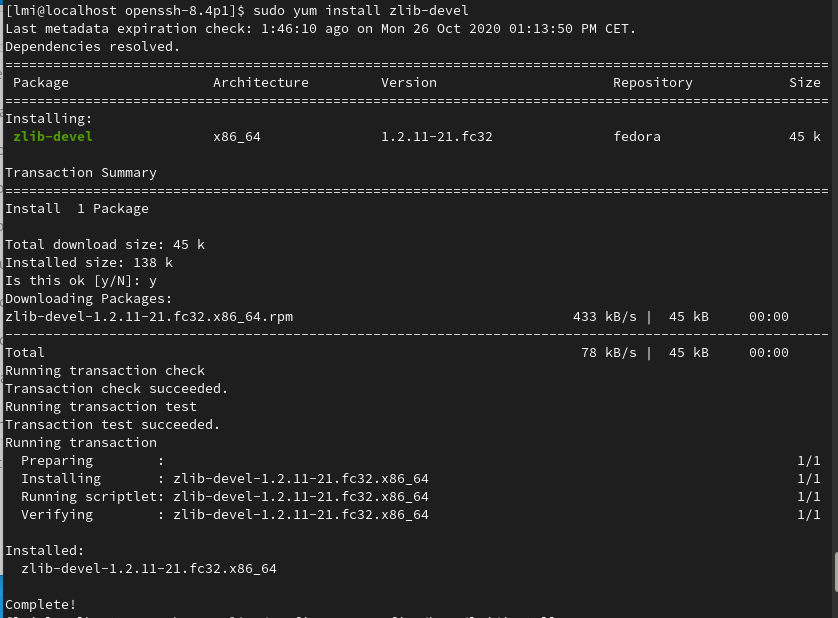 [lmi@localhost openssh-8.4p1]$ sudo yum install zlib-devel
Last metadata expiration check: 1:46:10 ago on Mon 26 Oct 2020 01:13:50 PM CET.
Dependencies resolved.
================================================================================
Package Architecture Version Repository Size
================================================================================
Installing:
zlib-devel x86_64 1.2.11-21.fc32 fedora 45 k
Transaction Summary
================================================================================
Install 1 Package
Total download size: 45 k
Installed size: 138 k
Is this ok [y/N]: y
Downloading Packages:
zlib-devel-1.2.11-21.fc32.x86_64.rpm 433 kB/s | 45 kB 00:00
--------------------------------------------------------------------------------
Total 78 kB/s | 45 kB 00:00
Running transaction check
Transaction check succeeded.
Running transaction test
Transaction test succeeded.
Running transaction
Preparing : 1/1
Installing : zlib-devel-1.2.11-21.fc32.x86_64 1/1
Running scriptlet: zlib-devel-1.2.11-21.fc32.x86_64 1/1
Verifying : zlib-devel-1.2.11-21.fc32.x86_64 1/1
Installed:
zlib-devel-1.2.11-21.fc32.x86_64
Complete!